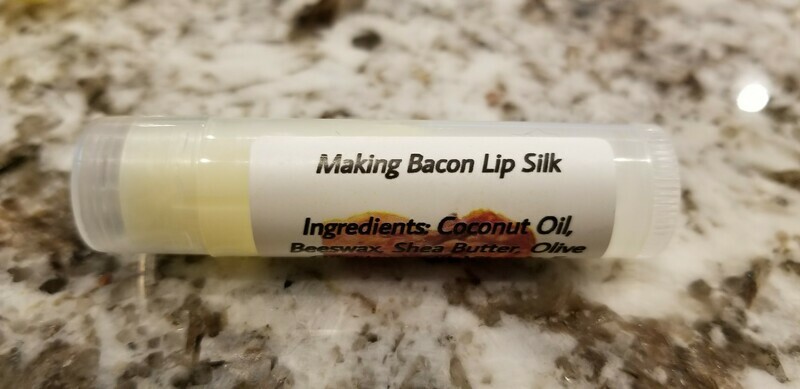 Making Bacon Lip Silk
Ingredients: Coconut Oil,
Beeswax, Shea Butter, Olive